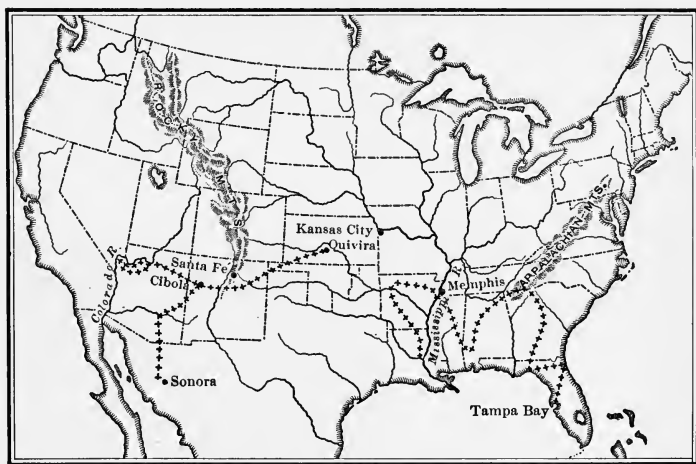 ROCKY MTS.
Kansas City
Quivira
Santa Fe
Cibola
Colorado R.
Memphis
Mississippi R.
APPALACHIAN MTS.
Sonora
Tampa Bay